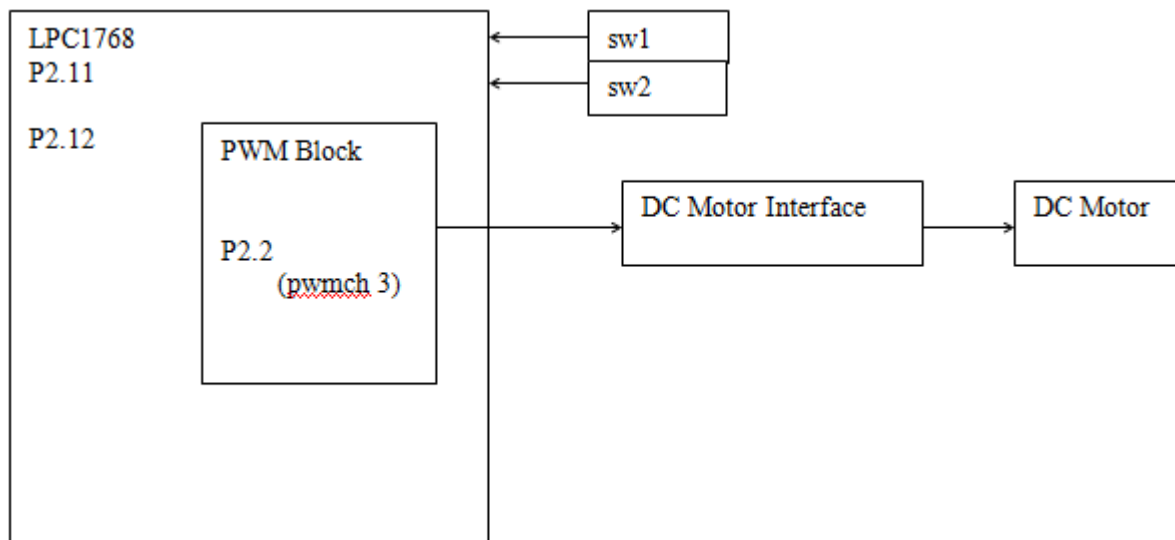 LPC1768
P2.11
P2.12
PWM Block
P2.2
(pwmch 3)
sw1
sw2
DC Motor Interface
DC Motor